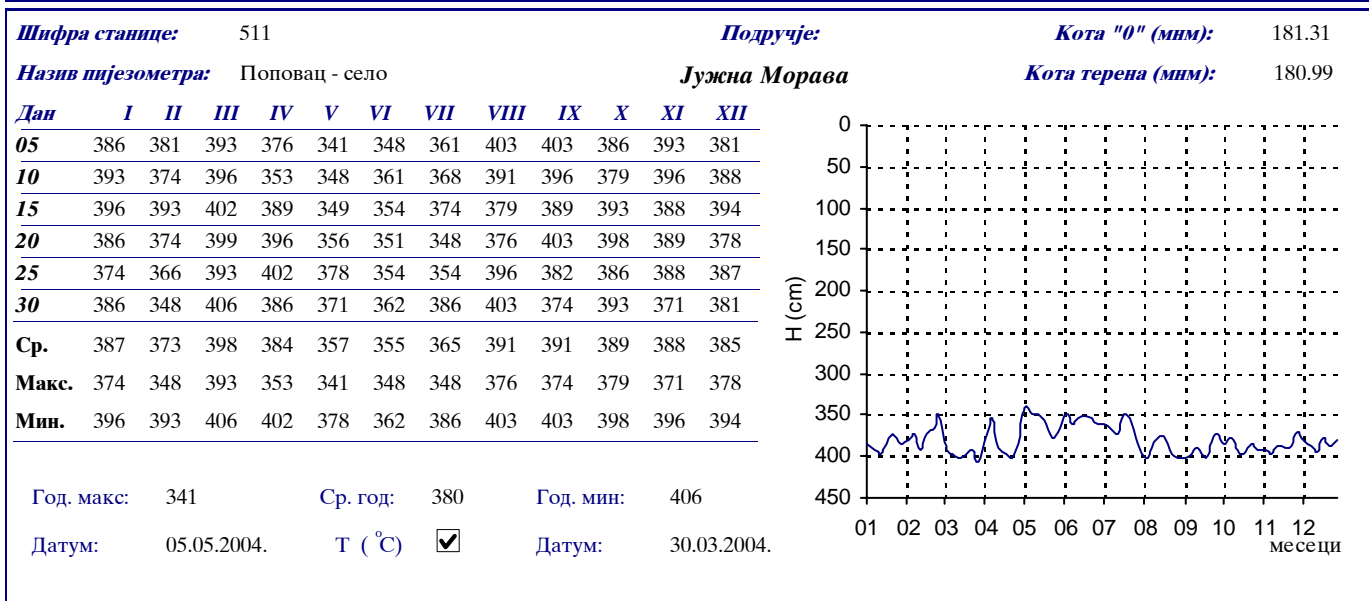 Шифра станице: 511 Подручје: Кота "0" (мнм): 181.31
Назив пијезометра: Поповац - село Јужна Морава Кота терена (мнм): 180.99
Дан I II III IV V VI VII VIII IX X XI XII
05 386 381 393 376 341 348 361 403 403 386 393 381
10 393 374 396 353 348 361 368 391 396 379 396 388
15 396 393 402 389 349 354 374 379 389 393 388 394
20 386 374 399 396 356 351 348 376 403 398 389 378
25 374 366 393 402 378 354 354 396 382 386 388 387
30 386 348 406 386 371 362 386 403 374 393 371 381
Ср. 387 373 398 384 357 355 365 391 391 389 388 385
Макс. 374 348 393 353 341 348 348 376 374 379 371 378
Мин. 396 393 406 402 378 362 386 403 403 398 396 394
Год. макс: 341 Ср. год: 380 Год. мин: 406
Датум: 05.05.2004. Т ( °C) Датум: 30.03.2004.
H (cm)
0
50
100
150
200
250
300
350
400
450
01 02 03 04 05 06 07 08 09 10 11 12
месеци